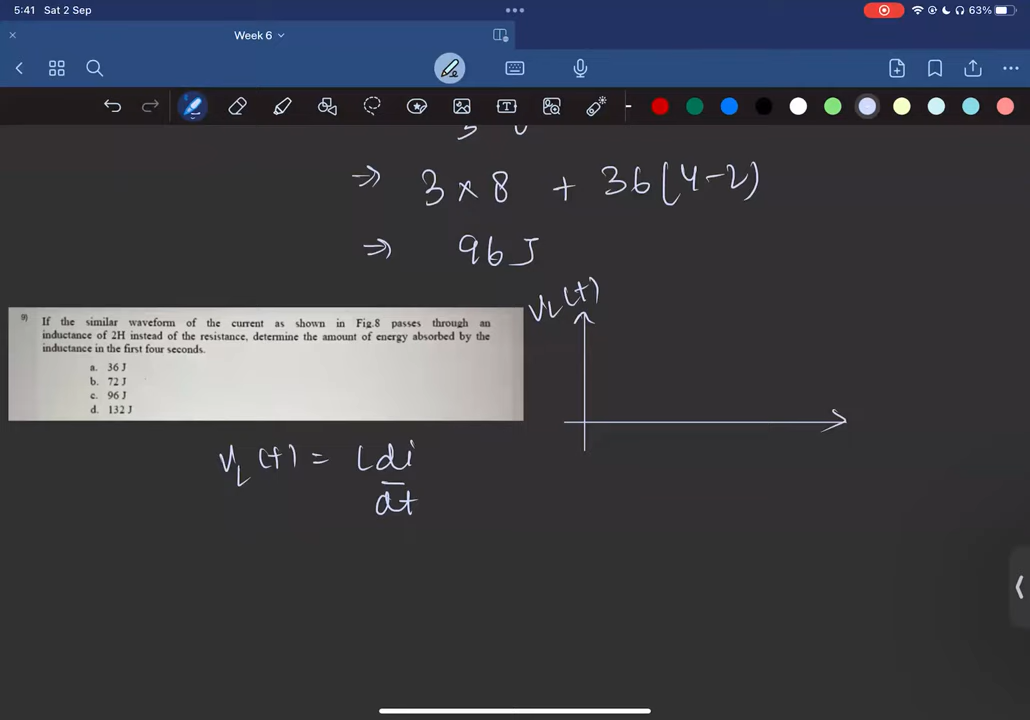 5:41 Sat 2 Sep
63%
Week 6
⇒ 3 × 8 + 36(4-2)
⇒ 96 J
9) If the similar waveform of the current as shown in Fig.8 passes through an
inductance of 2H instead of the resistance, determine the amount of energy absorbed by the
inductance in the first four seconds.
a. 36 J
b. 72 J
c. 96 J
d. 132 J
VL(t)
VL(t) = L di
dt